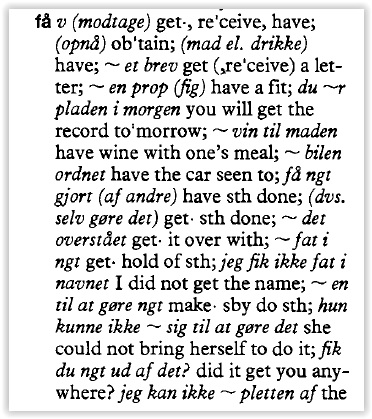 få v (modtage) get·, re'ceive, have;
(opnå) ob'tain; (mad el. drikke)
have; ~ et brev get (,re'ceive) a let-
ter; ~ en prop (fig) have a fit; du ~r
pladen i morgen you will get the
record to'morrow; ~ vin til maden
have wine with one's meal; ~ bilen
ordnet have the car seen to; få ngt
gjort (af andre) have sth done; (dvs.
selv gøre det) get· sth done; ~ det
overstået get· it over with; ~ fat i
ngt get· hold of sth; jeg fik ikke fat i
navnet I did not get the name; ~ en
til at gøre ngt make· sby do sth; hun
kunne ikke ~ sig til at gøre det she
could not bring herself to do it; fik
du ngt ud af det? did it get you any-
where? jeg kan ikke ~ pletten af the